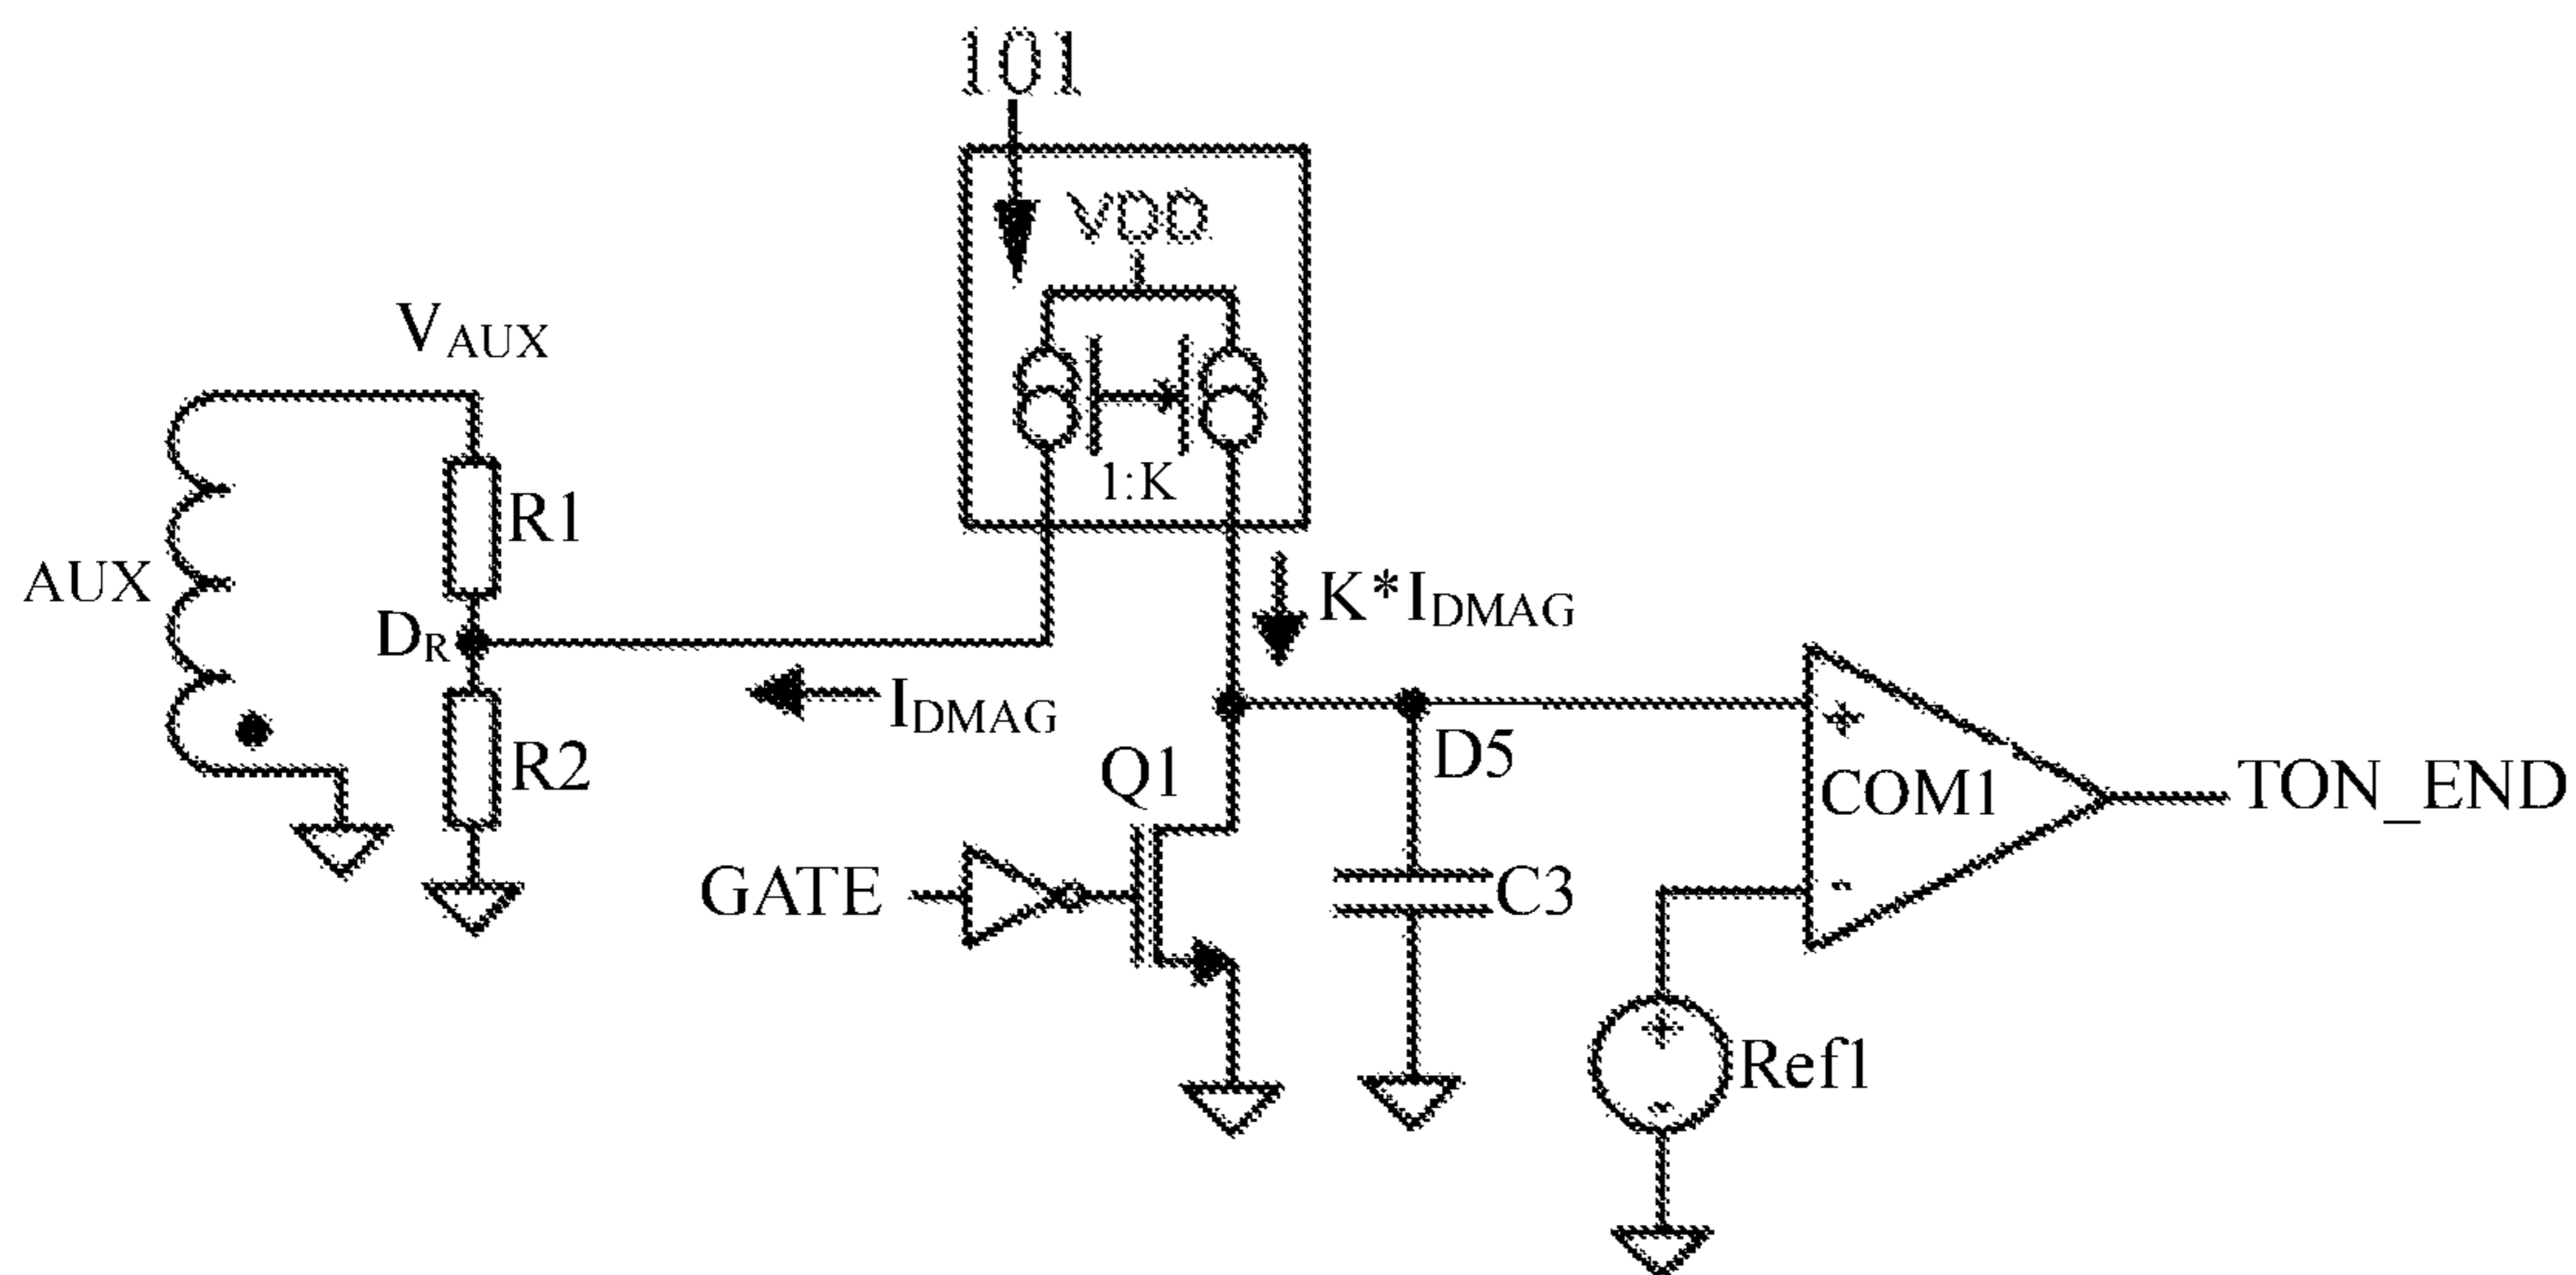 101
VDD
VAUX
1:K
R1
AUX
K*IDMAG
DR
IDMAG
+
D5
Q1
R2
COM1
TON_END
GATE
-
C3
+
Ref1
-